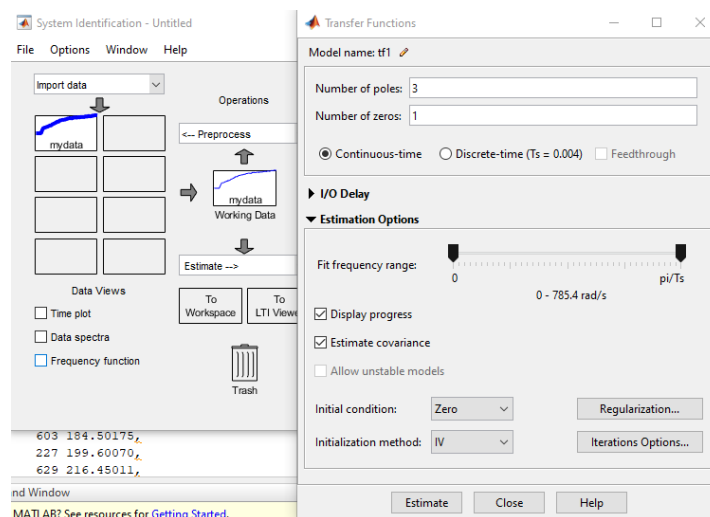 System Identification - Untitled
File Options Window Help
Import data
mydata
Operations
<-- Preprocess
mydata
Working Data
Estimate -->
Data Views
Time plot
Data spectra
Frequency function
To Workspace
To LTI Viewe
Trash
603 184.50175,
227 199.60070,
629 216.45011,
nd Window
MATLAB? See resources for Getting Started.
Transfer Functions
Model name: tf1
Number of poles: 3
Number of zeros: 1
Continuous-time Discrete-time (Ts = 0.004) Feedthrough
I/O Delay
Estimation Options
Fit frequency range:
0 pi/Ts
0 - 785.4 rad/s
Display progress
Estimate covariance
Allow unstable models
Initial condition: Zero Regularization...
Initialization method: IV Iterations Options...
Estimate Close Help